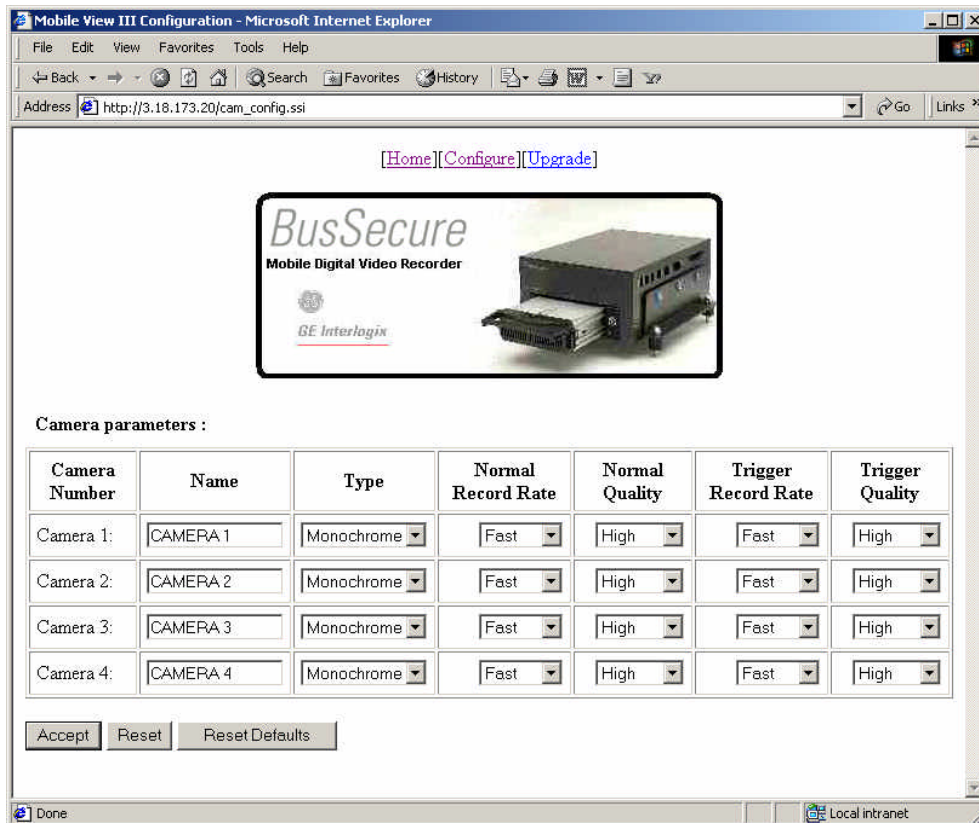 Mobile View III Configuration - Microsoft Internet Explorer
File Edit View Favorites Tools Help
Back Search Favorites History
Address http://3.18.173.20/cam_config.ssi Go Links »
[Home][Configure][Upgrade]
BusSecure
Mobile Digital Video Recorder
GE Interlogix
Camera parameters :
Camera Number Name Type Normal Record Rate Normal Quality Trigger Record Rate Trigger Quality
Camera 1: CAMERA 1 Monochrome Fast High Fast High
Camera 2: CAMERA 2 Monochrome Fast High Fast High
Camera 3: CAMERA 3 Monochrome Fast High Fast High
Camera 4: CAMERA 4 Monochrome Fast High Fast High
Accept Reset Reset Defaults
Done Local intranet